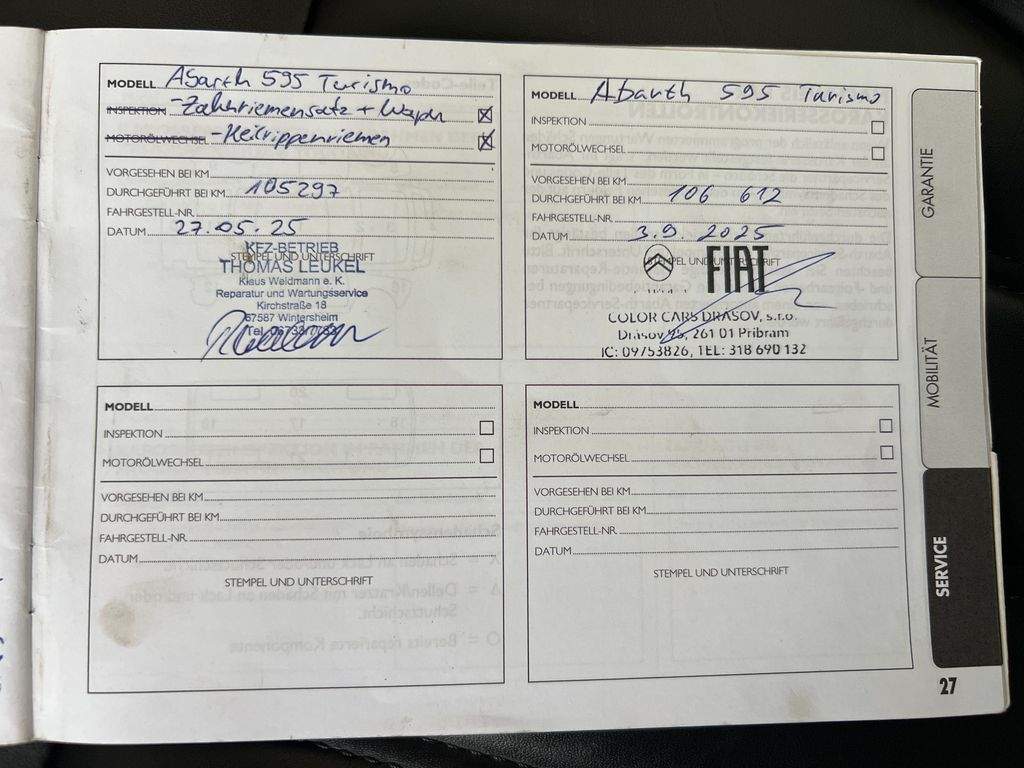 MODELL Abarth 595 Turismo
INSPEKTION -Zahnriemensatz + Wapu
MOTORÖLWECHSEL -Keilrippenriemen
VORGESEHEN BEI KM
DURCHGEFÜHRT BEI KM 105297
FAHRGESTELL-NR.
DATUM 27.05.25
STEMPEL UND UNTERSCHRIFT
KFZ-BETRIEB
THOMAS LEUKEL
Klaus Weidmann e. K.
Reparatur und Wartungsservice
Kirchstraße 18
67587 Wintersheim
Tel.
MODELL Abarth 595 Turismo
INSPEKTION
MOTORÖLWECHSEL
VORGESEHEN BEI KM
DURCHGEFÜHRT BEI KM 106 612
FAHRGESTELL-NR.
DATUM 3.9.2025
STEMPEL UND UNTERSCHRIFT
FIAT
COLOR CARS DRASOV, s.r.o.
Drásov 95, 261 01 Pribram
IC: 09753826, TEL: 318 690 132
MODELL
INSPEKTION
MOTORÖLWECHSEL
VORGESEHEN BEI KM
DURCHGEFÜHRT BEI KM
FAHRGESTELL-NR.
DATUM
STEMPEL UND UNTERSCHRIFT
MODELL
INSPEKTION
MOTORÖLWECHSEL
VORGESEHEN BEI KM
DURCHGEFÜHRT BEI KM
FAHRGESTELL-NR.
DATUM
STEMPEL UND UNTERSCHRIFT
GARANTIE
MOBILITÄT
SERVICE
27